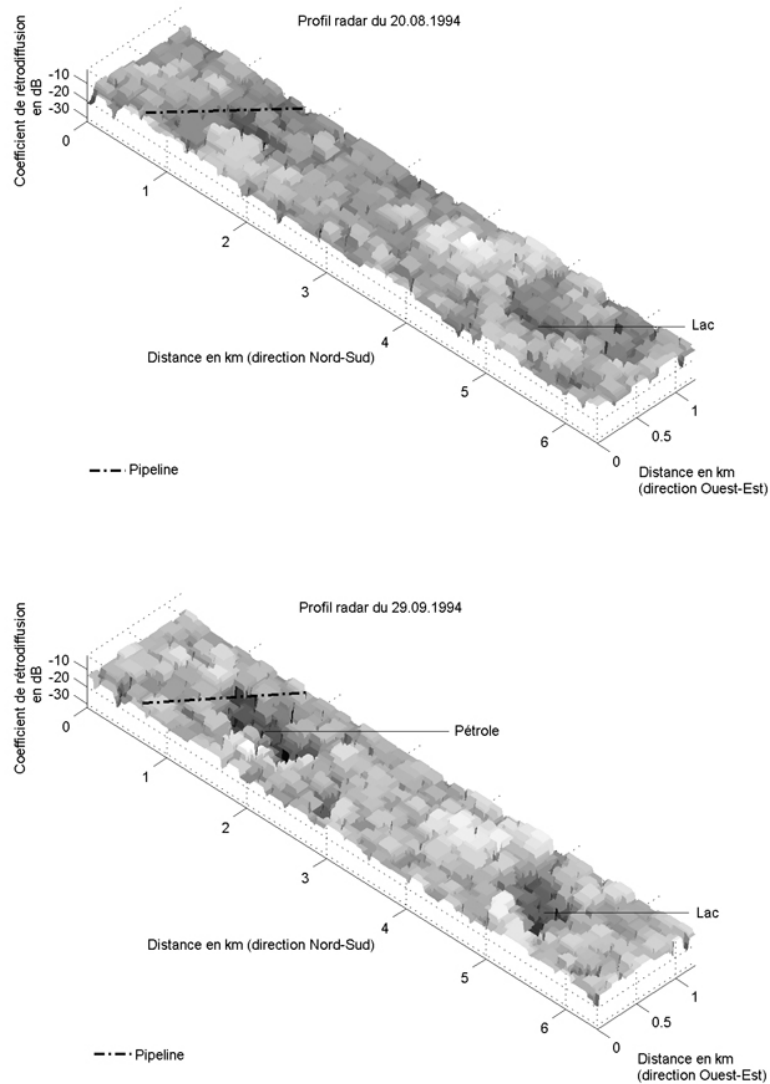 Profil radar du 20.08.1994
Coefficient de rétrodiffusion
en dB
-10
-20
-30
0
1
2
3
4
5
6
Lac
1
0.5
0
Distance en km (direction Nord-Sud)
Distance en km
(direction Ouest-Est)
Pipeline
Profil radar du 29.09.1994
Coefficient de rétrodiffusion
en dB
-10
-20
-30
0
1
2
3
4
5
6
Pétrole
Lac
1
0.5
0
Distance en km (direction Nord-Sud)
Distance en km
(direction Ouest-Est)
Pipeline